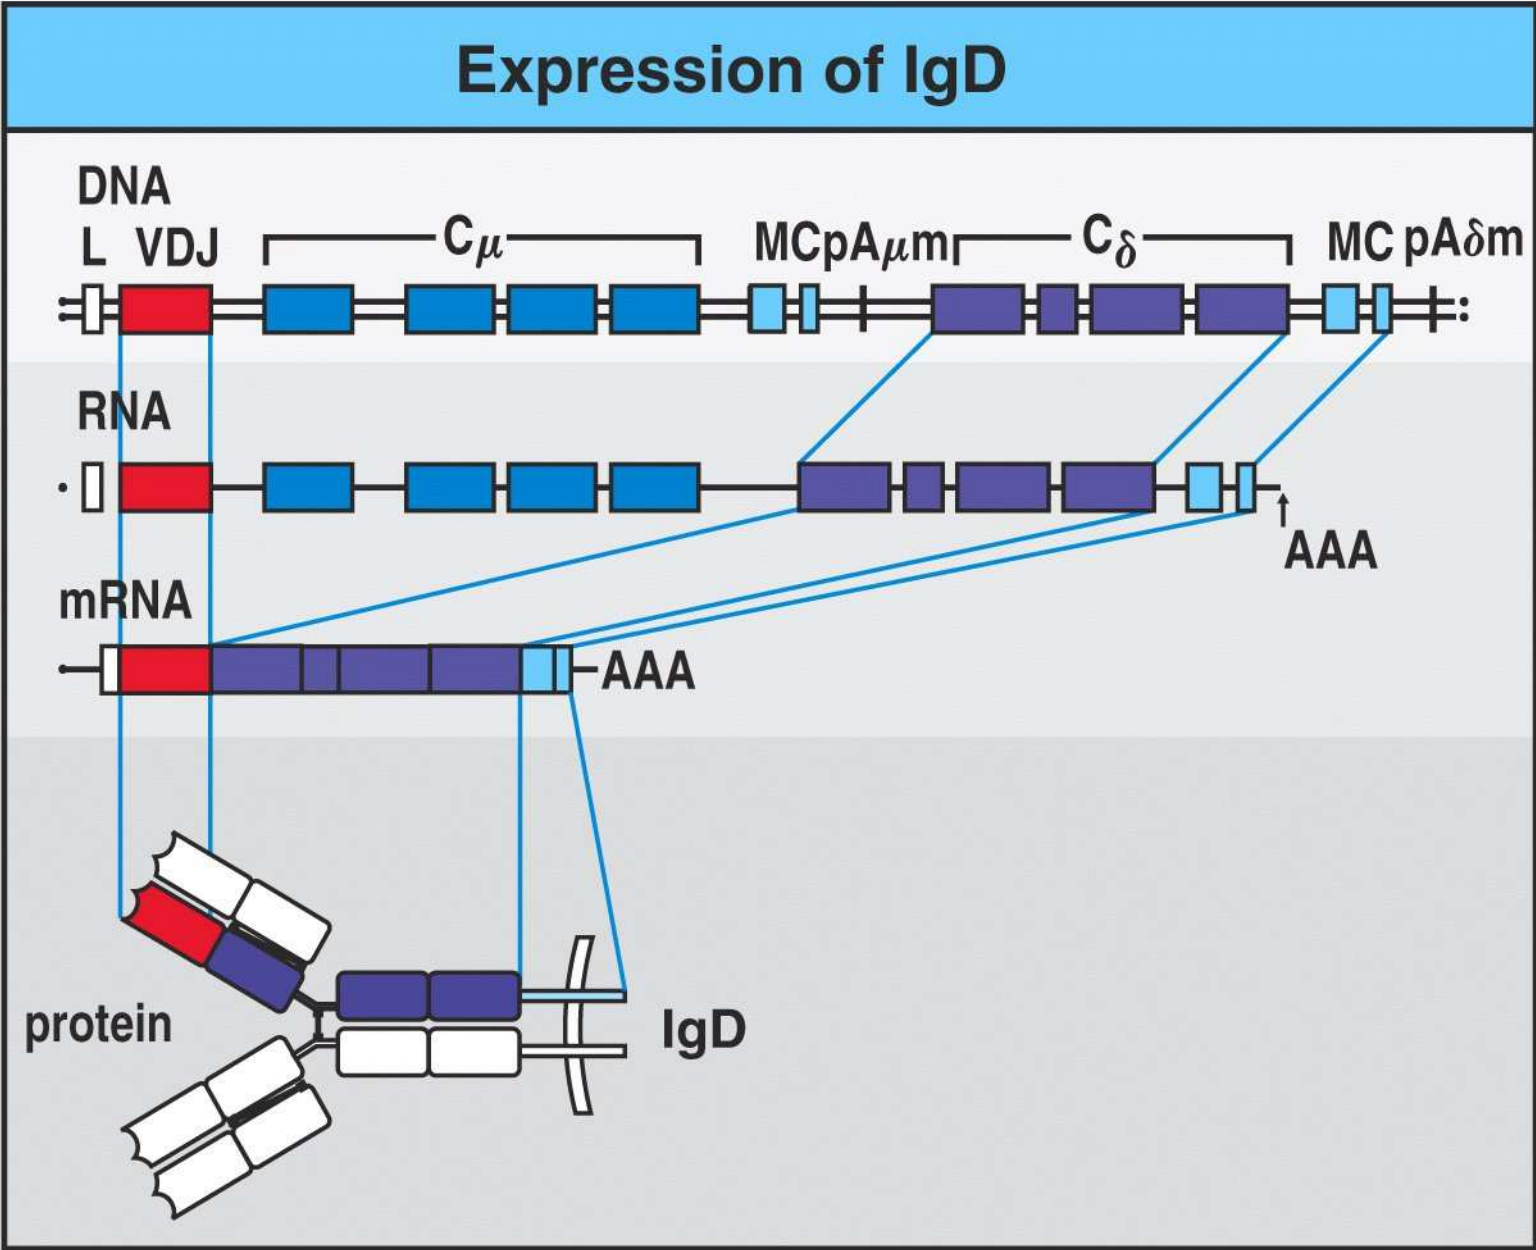 Expression of IgD
DNA
L VDJ Cμ MCpAμm Cδ MC pAδm
RNA
AAA
mRNA
AAA
protein
IgD